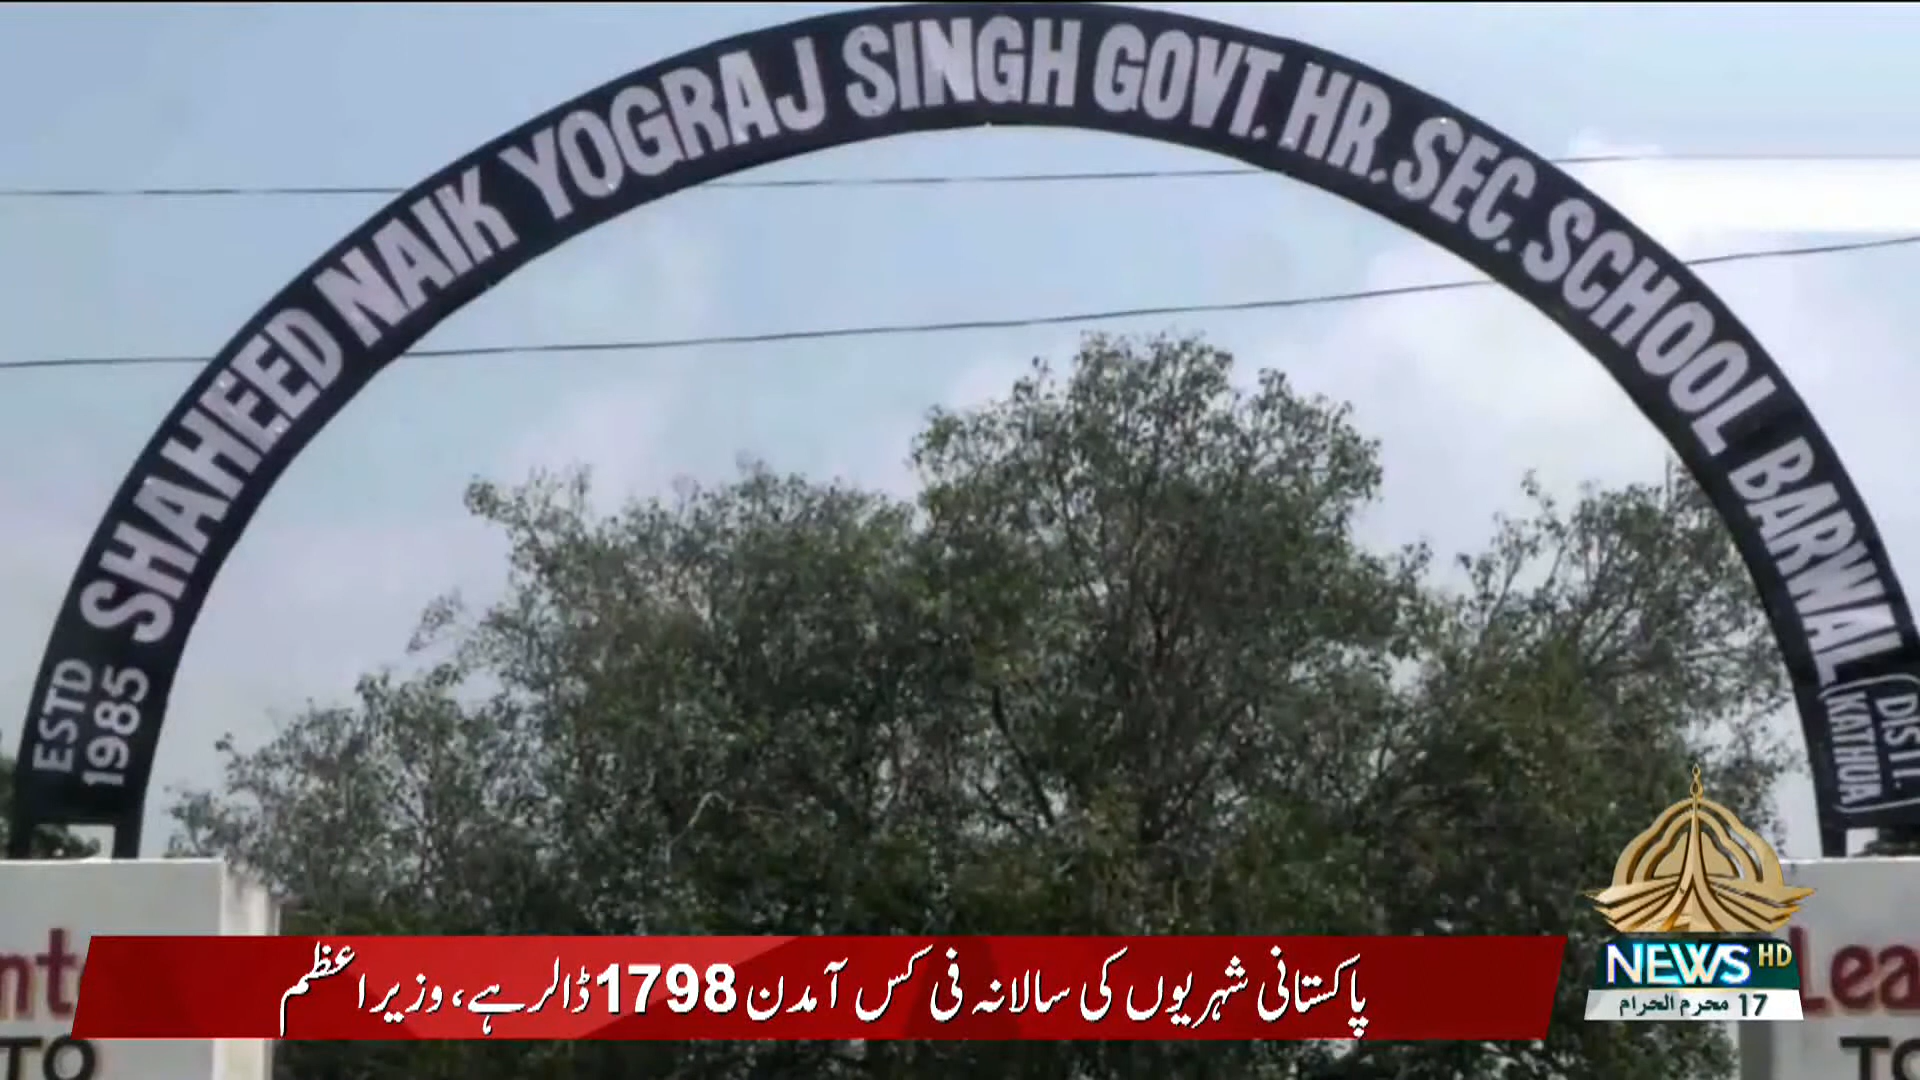 SHAHEED NAIK YOGRAJ SINGH GOVT. HR. SEC. SCHOOL BARWAL
DISTT. KATHUA
ESTD
1985
TO
پاکستانی شہریوں کی سالانہ فی کس آمدن 1798 ڈالر ہے، وزیراعظم
NEWS HD
17 محرم الحرام